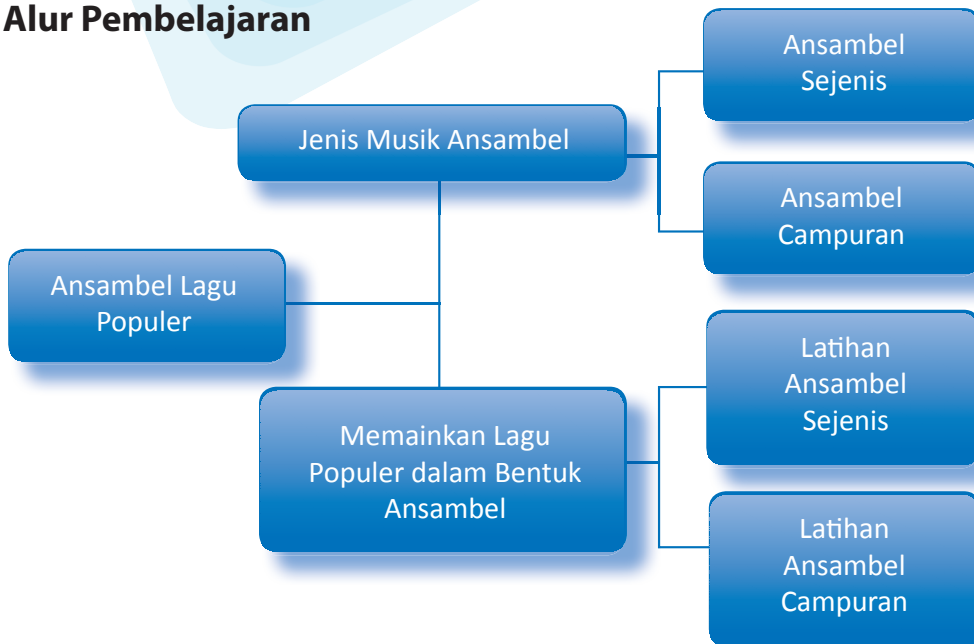 Alur Pembelajaran
Ansambel Lagu
Populer
Jenis Musik Ansambel
Ansambel
Sejenis
Ansambel
Campuran
Memainkan Lagu
Populer dalam Bentuk
Ansambel
Latihan
Ansambel
Sejenis
Latihan
Ansambel
Campuran